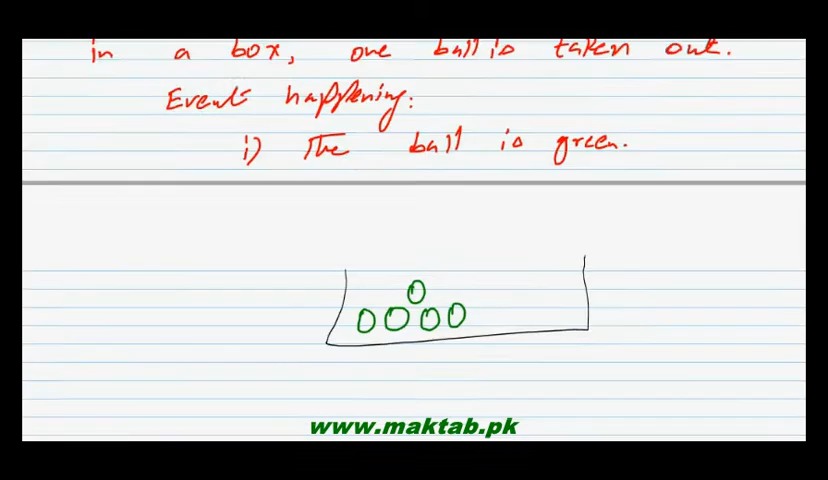 in a box, one ball is taken out.
Event happening:
i) The ball is green.
www.maktab.pk